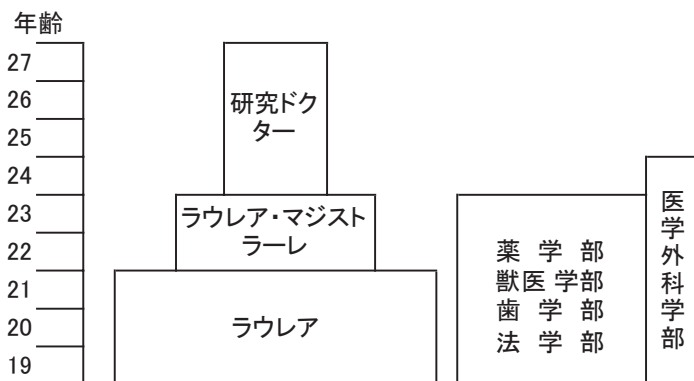 年齢
27
26
25
24
23
22
21
20
19
研究ドク
ター
ラウレア・マジスト
ラーレ
ラウレア
薬 学 部
獣医 学部
歯 学 部
法 学 部
医学外科学部